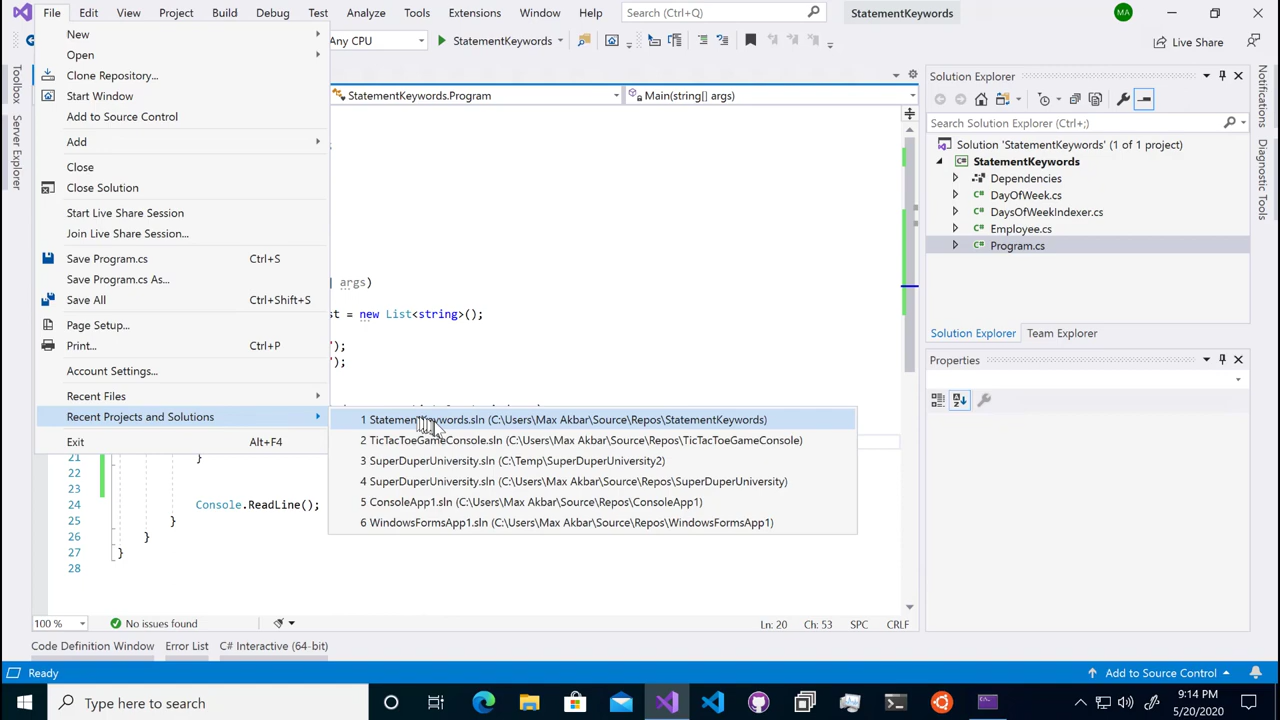 File Edit View Project Build Debug Test Analyze Tools Extensions Window Help Search (Ctrl+Q) StatementKeywords MA
Any CPU StatementKeywords Live Share
Toolbox
Server Explorer
New
Open
Clone Repository...
Start Window
Add to Source Control
Add
Close
Close Solution
Start Live Share Session
Join Live Share Session...
Save Program.cs Ctrl+S
Save Program.cs As...
Save All Ctrl+Shift+S
Page Setup...
Print... Ctrl+P
Account Settings...
Recent Files
Recent Projects and Solutions
Exit Alt+F4
1 StatementKeywords.sln (C:\Users\Max Akbar\Source\Repos\StatementKeywords)
2 TicTacToeGameConsole.sln (C:\Users\Max Akbar\Source\Repos\TicTacToeGameConsole)
3 SuperDuperUniversity.sln (C:\Temp\SuperDuperUniversity2)
4 SuperDuperUniversity.sln (C:\Users\Max Akbar\Source\Repos\SuperDuperUniversity)
5 ConsoleApp1.sln (C:\Users\Max Akbar\Source\Repos\ConsoleApp1)
6 WindowsFormsApp1.sln (C:\Users\Max Akbar\Source\Repos\WindowsFormsApp1)
StatementKeywords.Program Main(string[] args)
args)
st = new List<string>();
");
");
21 }
22
23
24 Console.ReadLine();
25 }
26 }
27 }
28
100 % No issues found Ln: 20 Ch: 53 SPC CRLF
Code Definition Window Error List C# Interactive (64-bit)
Solution Explorer
Search Solution Explorer (Ctrl+;)
Solution 'StatementKeywords' (1 of 1 project)
StatementKeywords
Dependencies
DayOfWeek.cs
DaysOfWeekIndexer.cs
Employee.cs
Program.cs
Solution Explorer Team Explorer
Properties
Notifications
Diagnostic Tools
Ready Add to Source Control
Type here to search
9:14 PM
5/20/2020